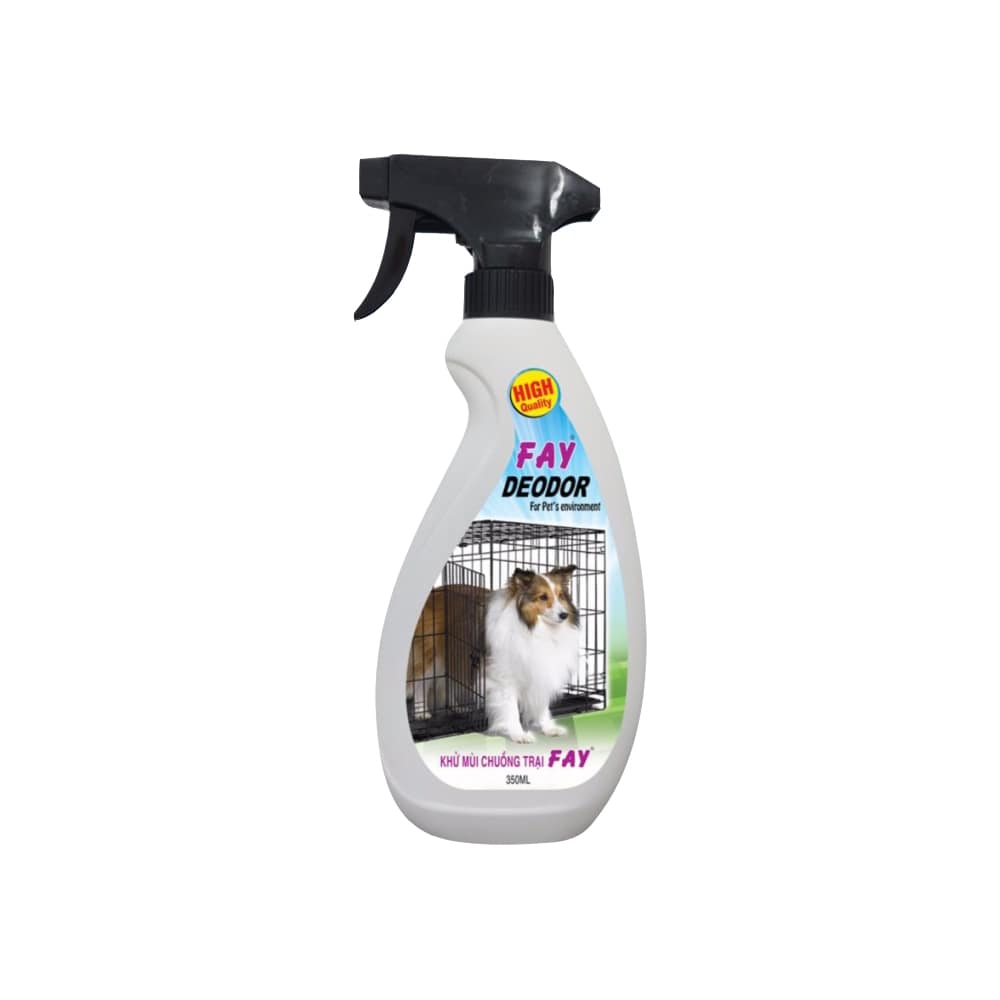 HIGH
Quality
FAY®
DEODOR
For Pet's environment
KHỬ MÙI CHUỒNG TRẠI FAY®
350ML